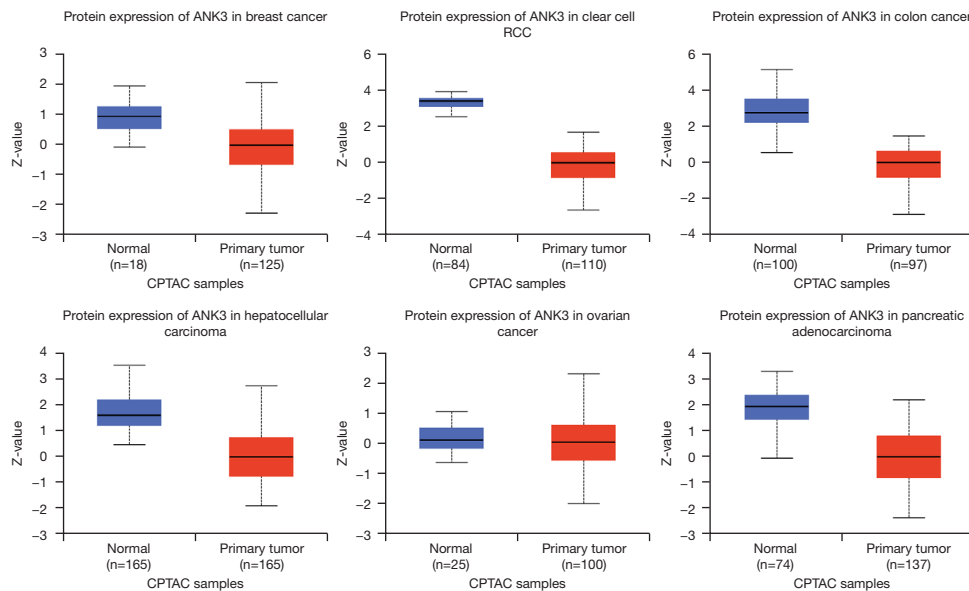 Protein expression of ANK3 in breast cancer
3
2
1
0
−1
−2
−3
Z-value
Normal
(n=18)
Primary tumor
(n=125)
CPTAC samples
Protein expression of ANK3 in clear cell
RCC
6
4
2
0
−2
−4
Z-value
Normal
(n=84)
Primary tumor
(n=110)
CPTAC samples
Protein expression of ANK3 in colon cancer
6
4
2
0
−2
−4
Z-value
Normal
(n=100)
Primary tumor
(n=97)
CPTAC samples
Protein expression of ANK3 in hepatocellular
carcinoma
4
3
2
1
0
−1
−2
−3
Z-value
Normal
(n=165)
Primary tumor
(n=165)
CPTAC samples
Protein expression of ANK3 in ovarian
cancer
3
2
1
0
−1
−2
−3
Z-value
Normal
(n=25)
Primary tumor
(n=100)
CPTAC samples
Protein expression of ANK3 in pancreatic
adenocarcinoma
4
3
2
1
0
−1
−2
−3
Z-value
Normal
(n=74)
Primary tumor
(n=137)
CPTAC samples